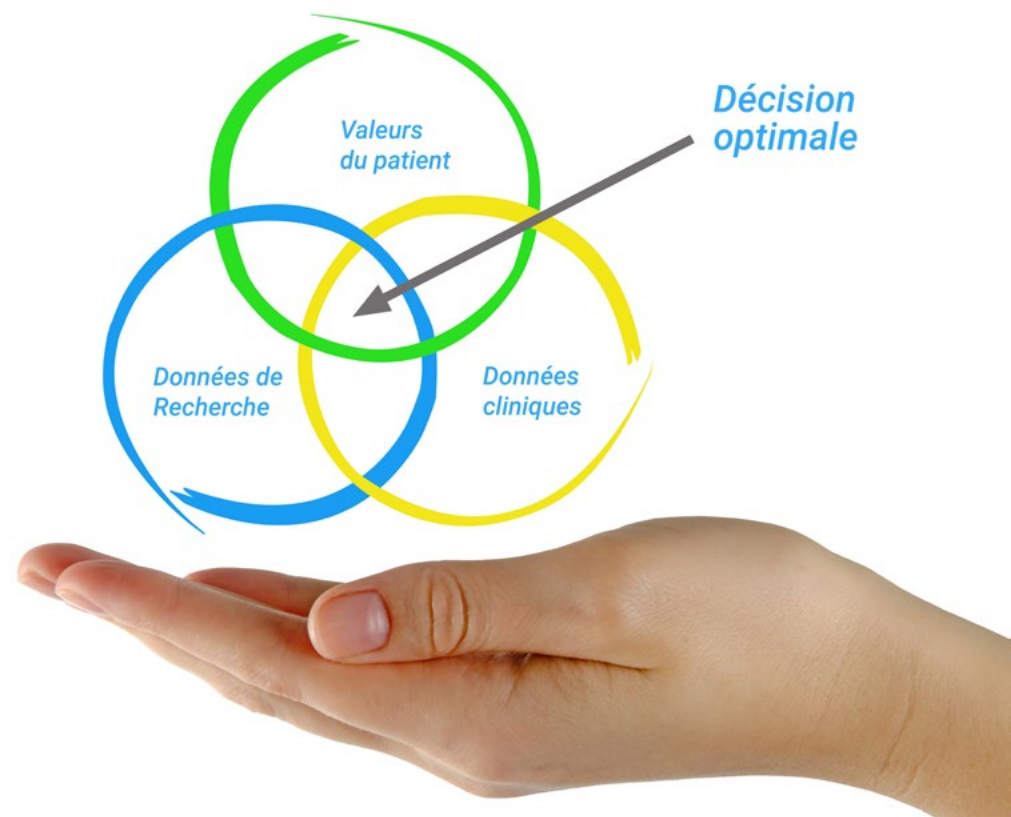 Décision
optimale
Valeurs
du patient
Données de
Recherche
Données
cliniques